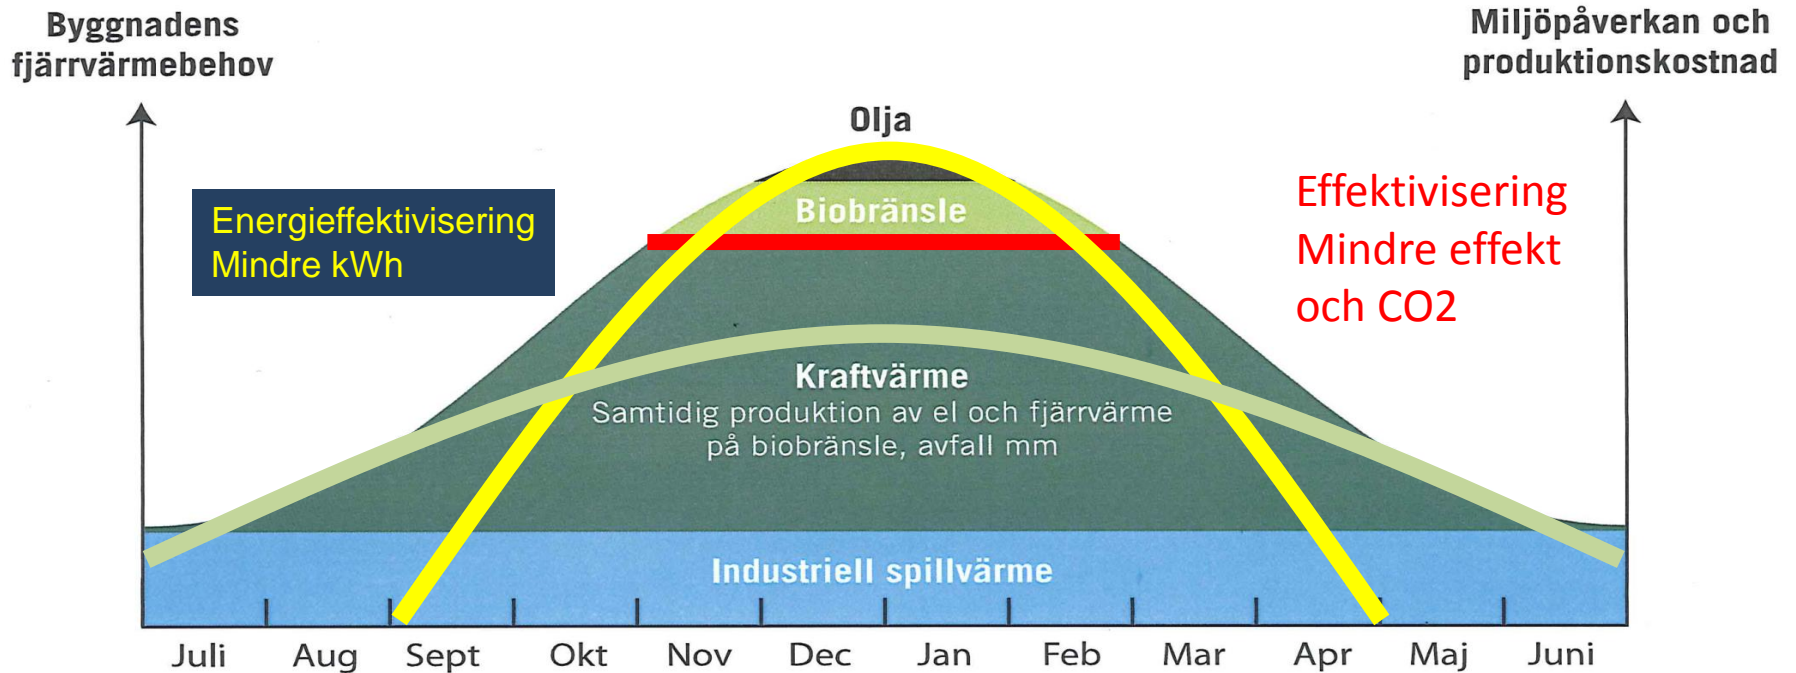 Byggnadens
fjärrvärmebehov
Miljöpåverkan och
produktionskostnad
Olja
Energieffektivisering
Mindre kWh
Biobränsle
Effektivisering
Mindre effekt
och CO2
Kraftvärme
Samtidig produktion av el och fjärrvärme
på biobränsle, avfall mm
Industriell spillvärme
Juli Aug Sept Okt Nov Dec Jan Feb Mar Apr Maj Juni